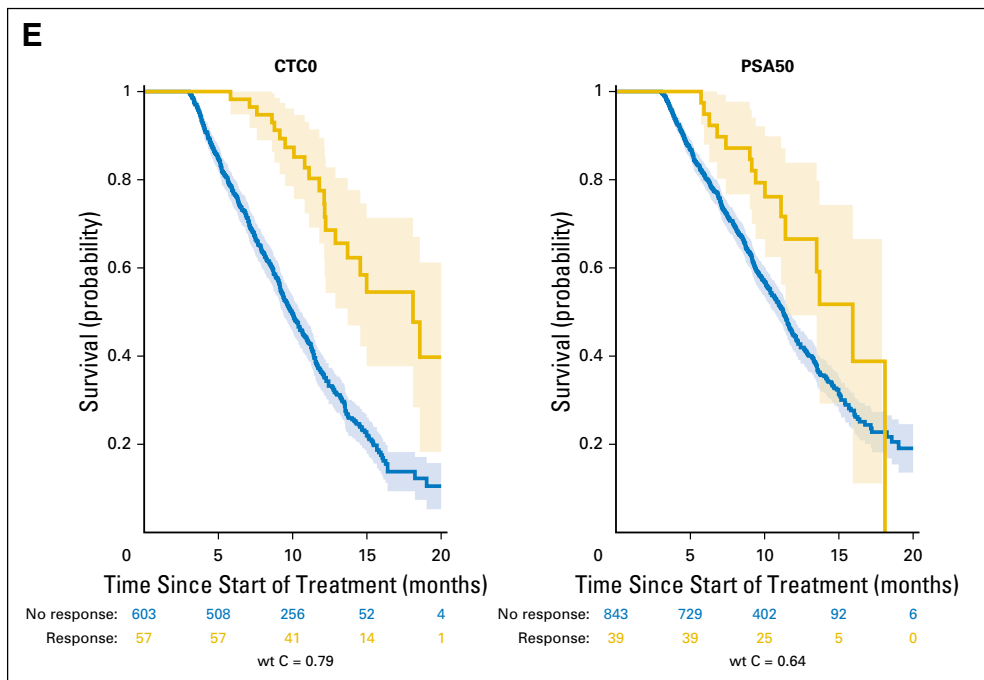 E
CTC0
Survival (probability)
1
0.8
0.6
0.4
0.2
0 5 10 15 20
Time Since Start of Treatment (months)
No response: 603 508 256 52 4
Response: 57 57 41 14 1
wt C = 0.79
PSA50
Survival (probability)
1
0.8
0.6
0.4
0.2
0 5 10 15 20
Time Since Start of Treatment (months)
No response: 843 729 402 92 6
Response: 39 39 25 5 0
wt C = 0.64